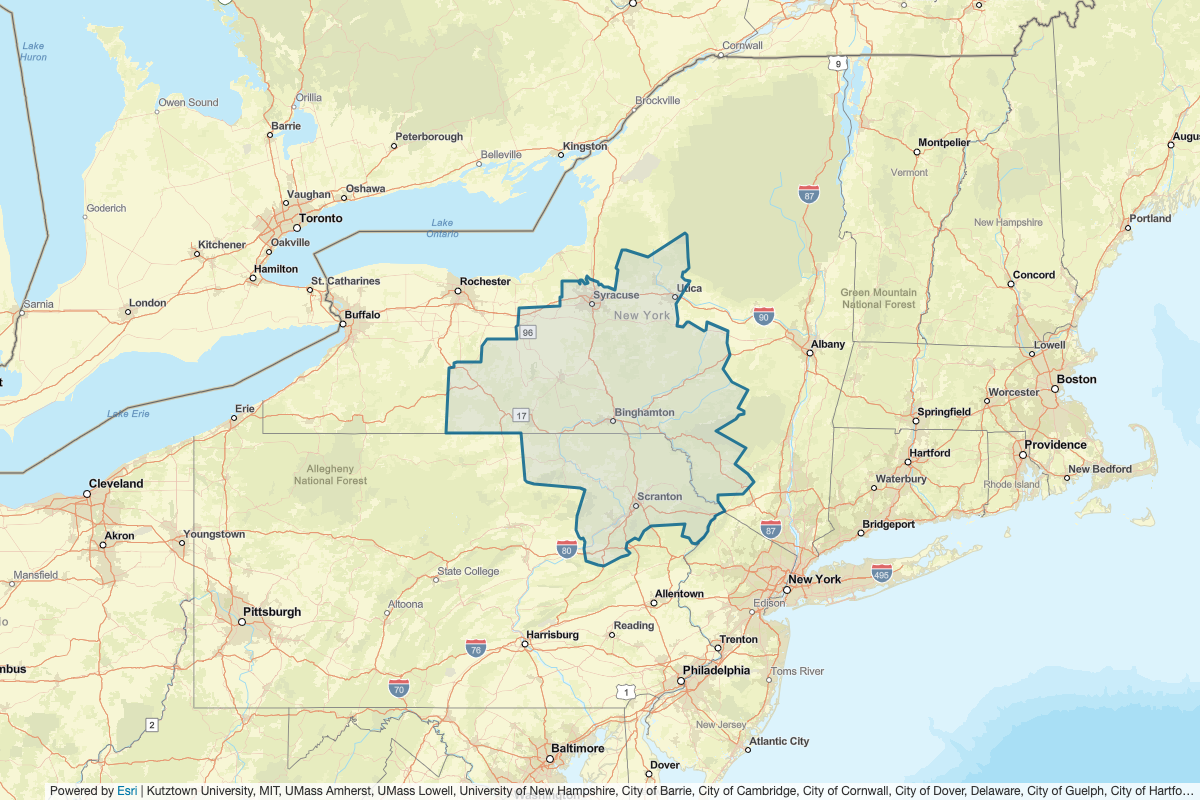 Cornwall
Lake
Huron
9
Owen Sound
Orillia
Brockville
Barrie
Peterborough
Augus
Montpelier
Kingston
Belleville
Vermont
Vaughan
Oshawa
87
Goderich
Toronto
Lake
Ontario
New Hampshire
Portland
Kitchener
Oakville
Hamilton
Concord
St. Catharines
Rochester
Utica
Syracuse
Green Mountain
National Forest
Sarnia
London
Buffalo
New York
90
96
Albany
Lowell
Boston
t
Worcester
Lake Erie
Erie
17
Binghamton
Springfield
Providence
Hartford
New Bedford
Allegheny
National Forest
Waterbury
Rhode Island
Cleveland
Scranton
Bridgeport
87
Akron
Youngstown
80
State College
495
Mansfield
New York
Allentown
Edison
Altoona
Pittsburgh
Reading
Harrisburg
lo
Trenton
76
mbus
Philadelphia
Toms River
70
1
2
New Jersey
Atlantic City
Baltimore
Dover
Washington
Powered by Esri | Kutztown University, MIT, UMass Amherst, UMass Lowell, University of New Hampshire, City of Barrie, City of Cambridge, City of Cornwall, City of Dover, Delaware, City of Guelph, City of Hartfo…